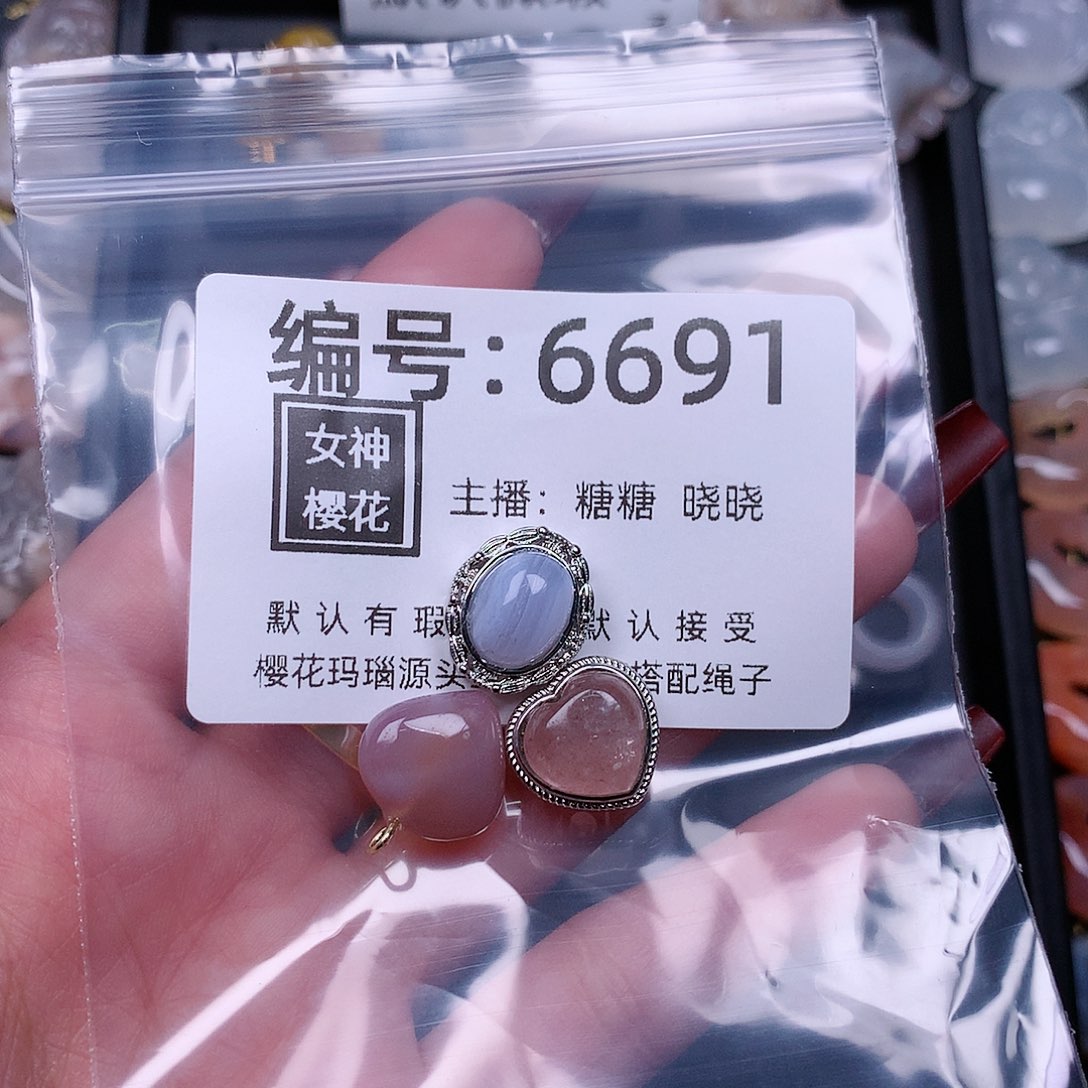 编号:6691
女神
樱花
主播: 糖糖 晓晓
默认有瑕 默认接受
樱花玛瑙源头 搭配绳子